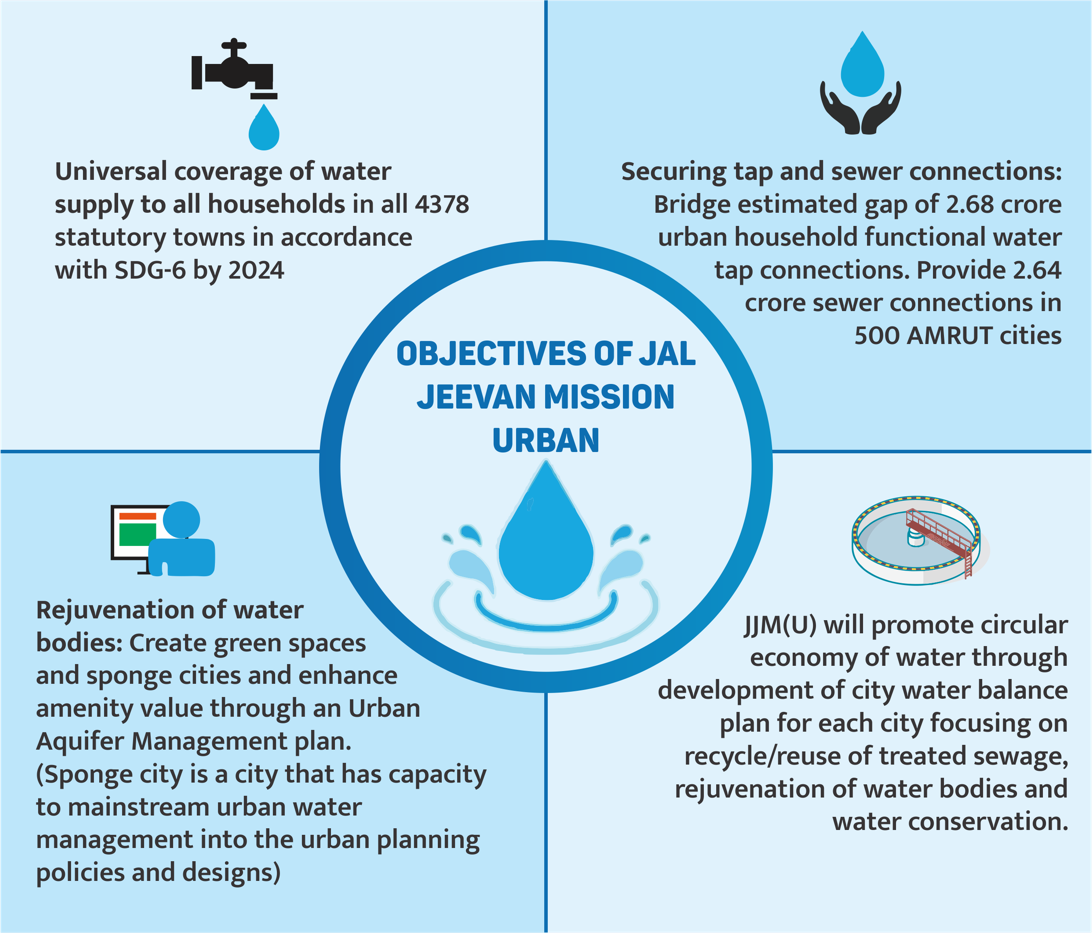 Universal coverage of water
supply to all households in all 4378
statutory towns in accordance
with SDG-6 by 2024
Securing tap and sewer connections:
Bridge estimated gap of 2.68 crore
urban household functional water
tap connections. Provide 2.64
crore sewer connections in
500 AMRUT cities
OBJECTIVES OF JAL
JEEVAN MISSION
URBAN
Rejuvenation of water
bodies: Create green spaces
and sponge cities and enhance
amenity value through an Urban
Aquifer Management plan.
(Sponge city is a city that has capacity
to mainstream urban water
management into the urban planning
policies and designs)
JJM(U) will promote circular
economy of water through
development of city water balance
plan for each city focusing on
recycle/reuse of treated sewage,
rejuvenation of water bodies and
water conservation.